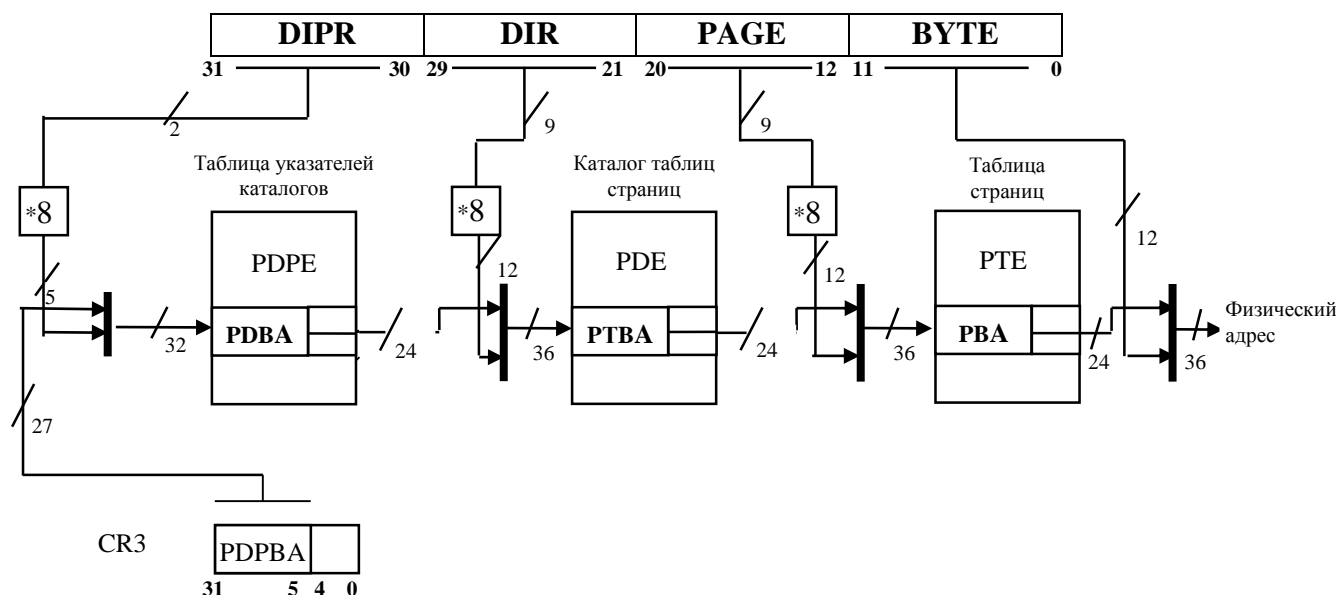 DIPR DIR PAGE BYTE
31 30 29 21 20 12 11 0
2 9 9
Таблица указателей
каталогов
Каталог таблиц
страниц
Таблица
страниц
*8 *8 *8
12
PDPE PDE PTE
5 12 12
PDBA PTBA PBA
32 24 36 24 36 24 36
Физический
адрес
27
CR3 PDPBA
31 5 4 0